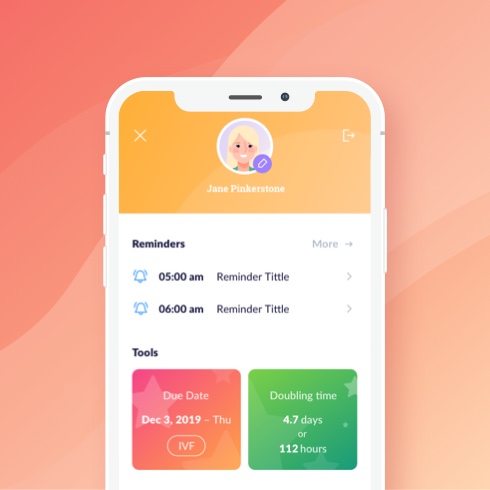 Jane Pinkerstone
Reminders
More
05:00 am Reminder Tittle
06:00 am Reminder Tittle
Tools
Due Date
Dec 3, 2019 – Thu
IVF
Doubling time
4.7 days
or
112 hours